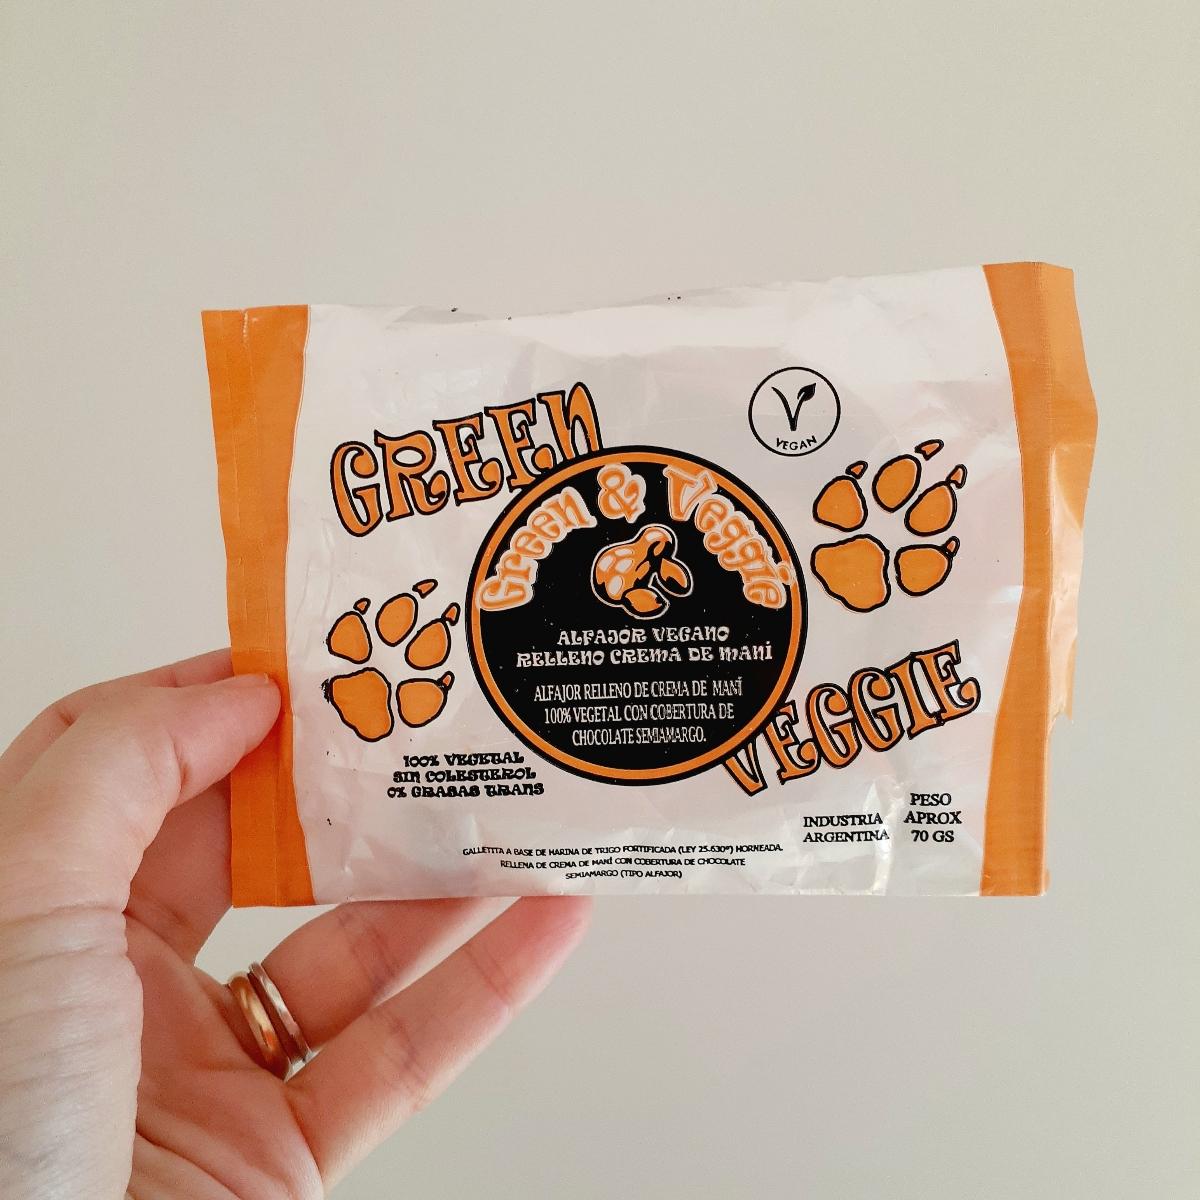 GREEN
VEGAN
Green & Veggie
ALFAJOR VEGANO
RELLENO CREMA DE MANÍ
ALFAJOR RELLENO DE CREMA DE MANÍ
100% VEGETAL CON COBERTURA DE
CHOCOLATE SEMIAMARGO.
VEGGIE
100% VEGETAL
SIN COLESTEROL
0% GRASAS TRANS
INDUSTRIA
ARGENTINA
PESO
APROX
70 GS
GALLETITA A BASE DE HARINA DE TRIGO FORTIFICADA (LEY 25.630º) HORNEADA.
RELLENA DE CREMA DE MANÍ CON COBERTURA DE CHOCOLATE
SEMIAMARGO (TIPO ALFAJOR)